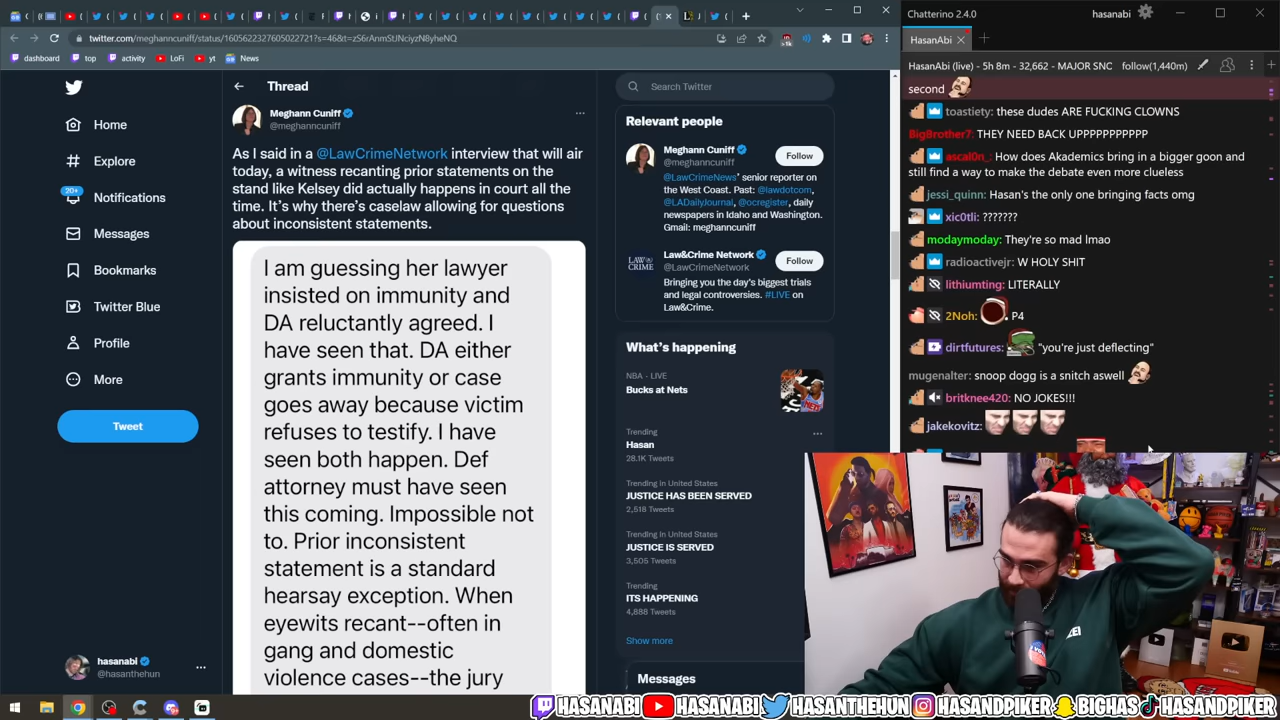 twitter.com/meghanncuniff/status/1605622327605022721?s=46&t=zS6rAnmStJNciyzN8yheNQ
dashboard
top
activity
LoFi
yt
News
Home
Explore
20+
Notifications
Messages
Bookmarks
Twitter Blue
Profile
More
Tweet
hasanabi
@hasanthehun
Thread
Meghann Cuniff
@meghanncuniff
As I said in a @LawCrimeNetwork interview that will air
today, a witness recanting prior statements on the
stand like Kelsey did actually happens in court all the
time. It's why there's caselaw allowing for questions
about inconsistent statements.
I am guessing her lawyer
insisted on immunity and
DA reluctantly agreed. I
have seen that. DA either
grants immunity or case
goes away because victim
refuses to testify. I have
seen both happen. Def
attorney must have seen
this coming. Impossible not
to. Prior inconsistent
statement is a standard
hearsay exception. When
eyewits recant--often in
gang and domestic
violence cases--the jury
Search Twitter
Relevant people
Meghann Cuniff
@meghanncuniff
Follow
@LawCrimeNews' senior reporter on
the West Coast. Past: @lawdotcom,
@LADailyJournal, @ocregister, daily
newspapers in Idaho and Washington.
Gmail: meghanncuniff
Law&Crime Network
@LawCrimeNetwork
Follow
Bringing you the day's biggest trials
and legal controversies. #LIVE on
Law&Crime.
What's happening
NBA · LIVE
Bucks at Nets
Trending
Hasan
28.1K Tweets
Trending in United States
JUSTICE HAS BEEN SERVED
2,518 Tweets
Trending in United States
JUSTICE IS SERVED
3,505 Tweets
Trending in United States
ITS HAPPENING
4,888 Tweets
Show more
Messages
Chatterino 2.4.0
hasanabi
HasanAbi
HasanAbi (live) - 5h 8m - 32,662 - MAJOR SNC
follow(1,440m)
second
toastiety: these dudes ARE FUCKING CLOWNS
BigBrother7: THEY NEED BACK UPPPPPPPPPPP
ascal0n_: How does Akademics bring in a bigger goon and
still find a way to make the debate even more clueless
jessi_quinn: Hasan's the only one bringing facts omg
xic0tli: ???????
modaymoday: They're so mad lmao
radioactivejr: W HOLY SHIT
lithiumting: LITERALLY
2Noh: P4
dirtfutures: "you're just deflecting"
mugenalter: snoop dogg is a snitch aswell
britknee420: NO JOKES!!!
jakekovitz:
HASANABI
HASANABI
HASANTHEHUN
HASANDPIKER
BIGHAS
HASANDPIKER